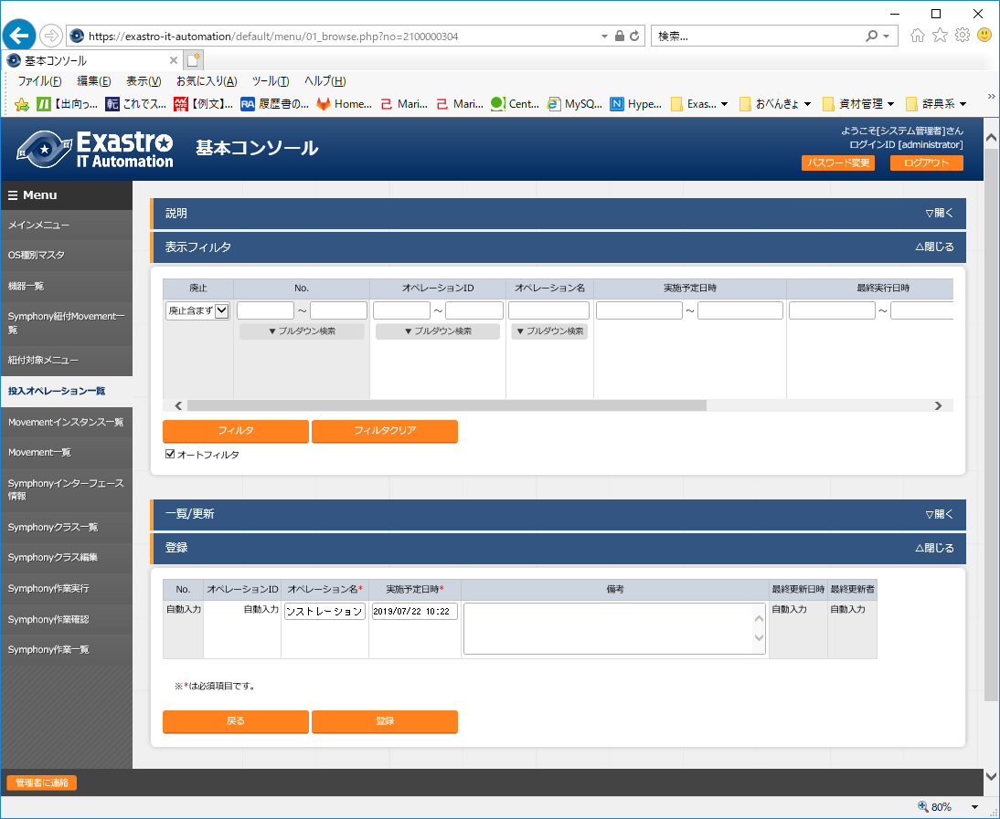 https://exastro-it-automation/default/menu/01_browse.php?no=2100000304
検索...
基本コンソール
ファイル(F) 編集(E) 表示(V) お気に入り(A) ツール(T) ヘルプ(H)
【出向っ... これでス... 【例文】... 履歴書の... Home... Mari... Mari... Cent... MySQ... Hype... Exas... おべんきょ 資材管理 辞典系
Exastro
IT Automation
基本コンソール
ようこそ[システム管理者]さん
ログインID [administrator]
パスワード変更 ログアウト
Menu
メインメニュー
OS種別マスタ
機器一覧
Symphony紐付Movement一
覧
紐付対象メニュー
投入オペレーション一覧
Movementインスタンス一覧
Movement一覧
Symphonyインターフェース
情報
Symphonyクラス一覧
Symphonyクラス編集
Symphony作業実行
Symphony作業確認
Symphony作業一覧
説明 ▽開く
表示フィルタ △閉じる
廃止 No. オペレーションID オペレーション名 実施予定日時 最終実行日時
廃止含まず ～ ～ ～ ～
▼プルダウン検索 ▼プルダウン検索 ▼プルダウン検索
フィルタ フィルタクリア
オートフィルタ
一覧/更新 ▽開く
登録 △閉じる
No. オペレーションID オペレーション名* 実施予定日時* 備考 最終更新日時 最終更新者
自動入力 自動入力 ンストレーション 2019/07/22 10:22 自動入力 自動入力
※*は必須項目です。
戻る 登録
管理者に連絡
80%